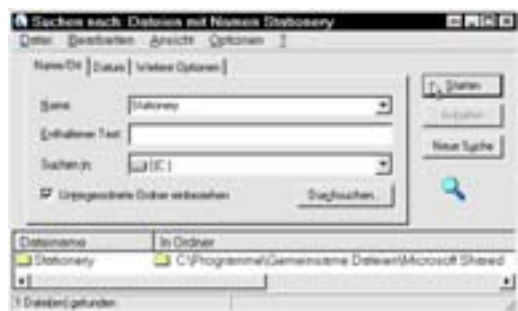 Suchen nach: Dateien mit Namen Stationery
Datei Bearbeiten Ansicht Optionen ?
Name/Ort Datum Weitere Optionen
Name: Stationery
Starten
Anhalten
Enthaltener Text:
Neue Suche
Suchen in: (C:)
Untergeordnete Ordner einbeziehen Durchsuchen...
Dateiname In Ordner
Stationery C:\Programme\Gemeinsame Dateien\Microsoft Shared
1 Datei(en) gefunden